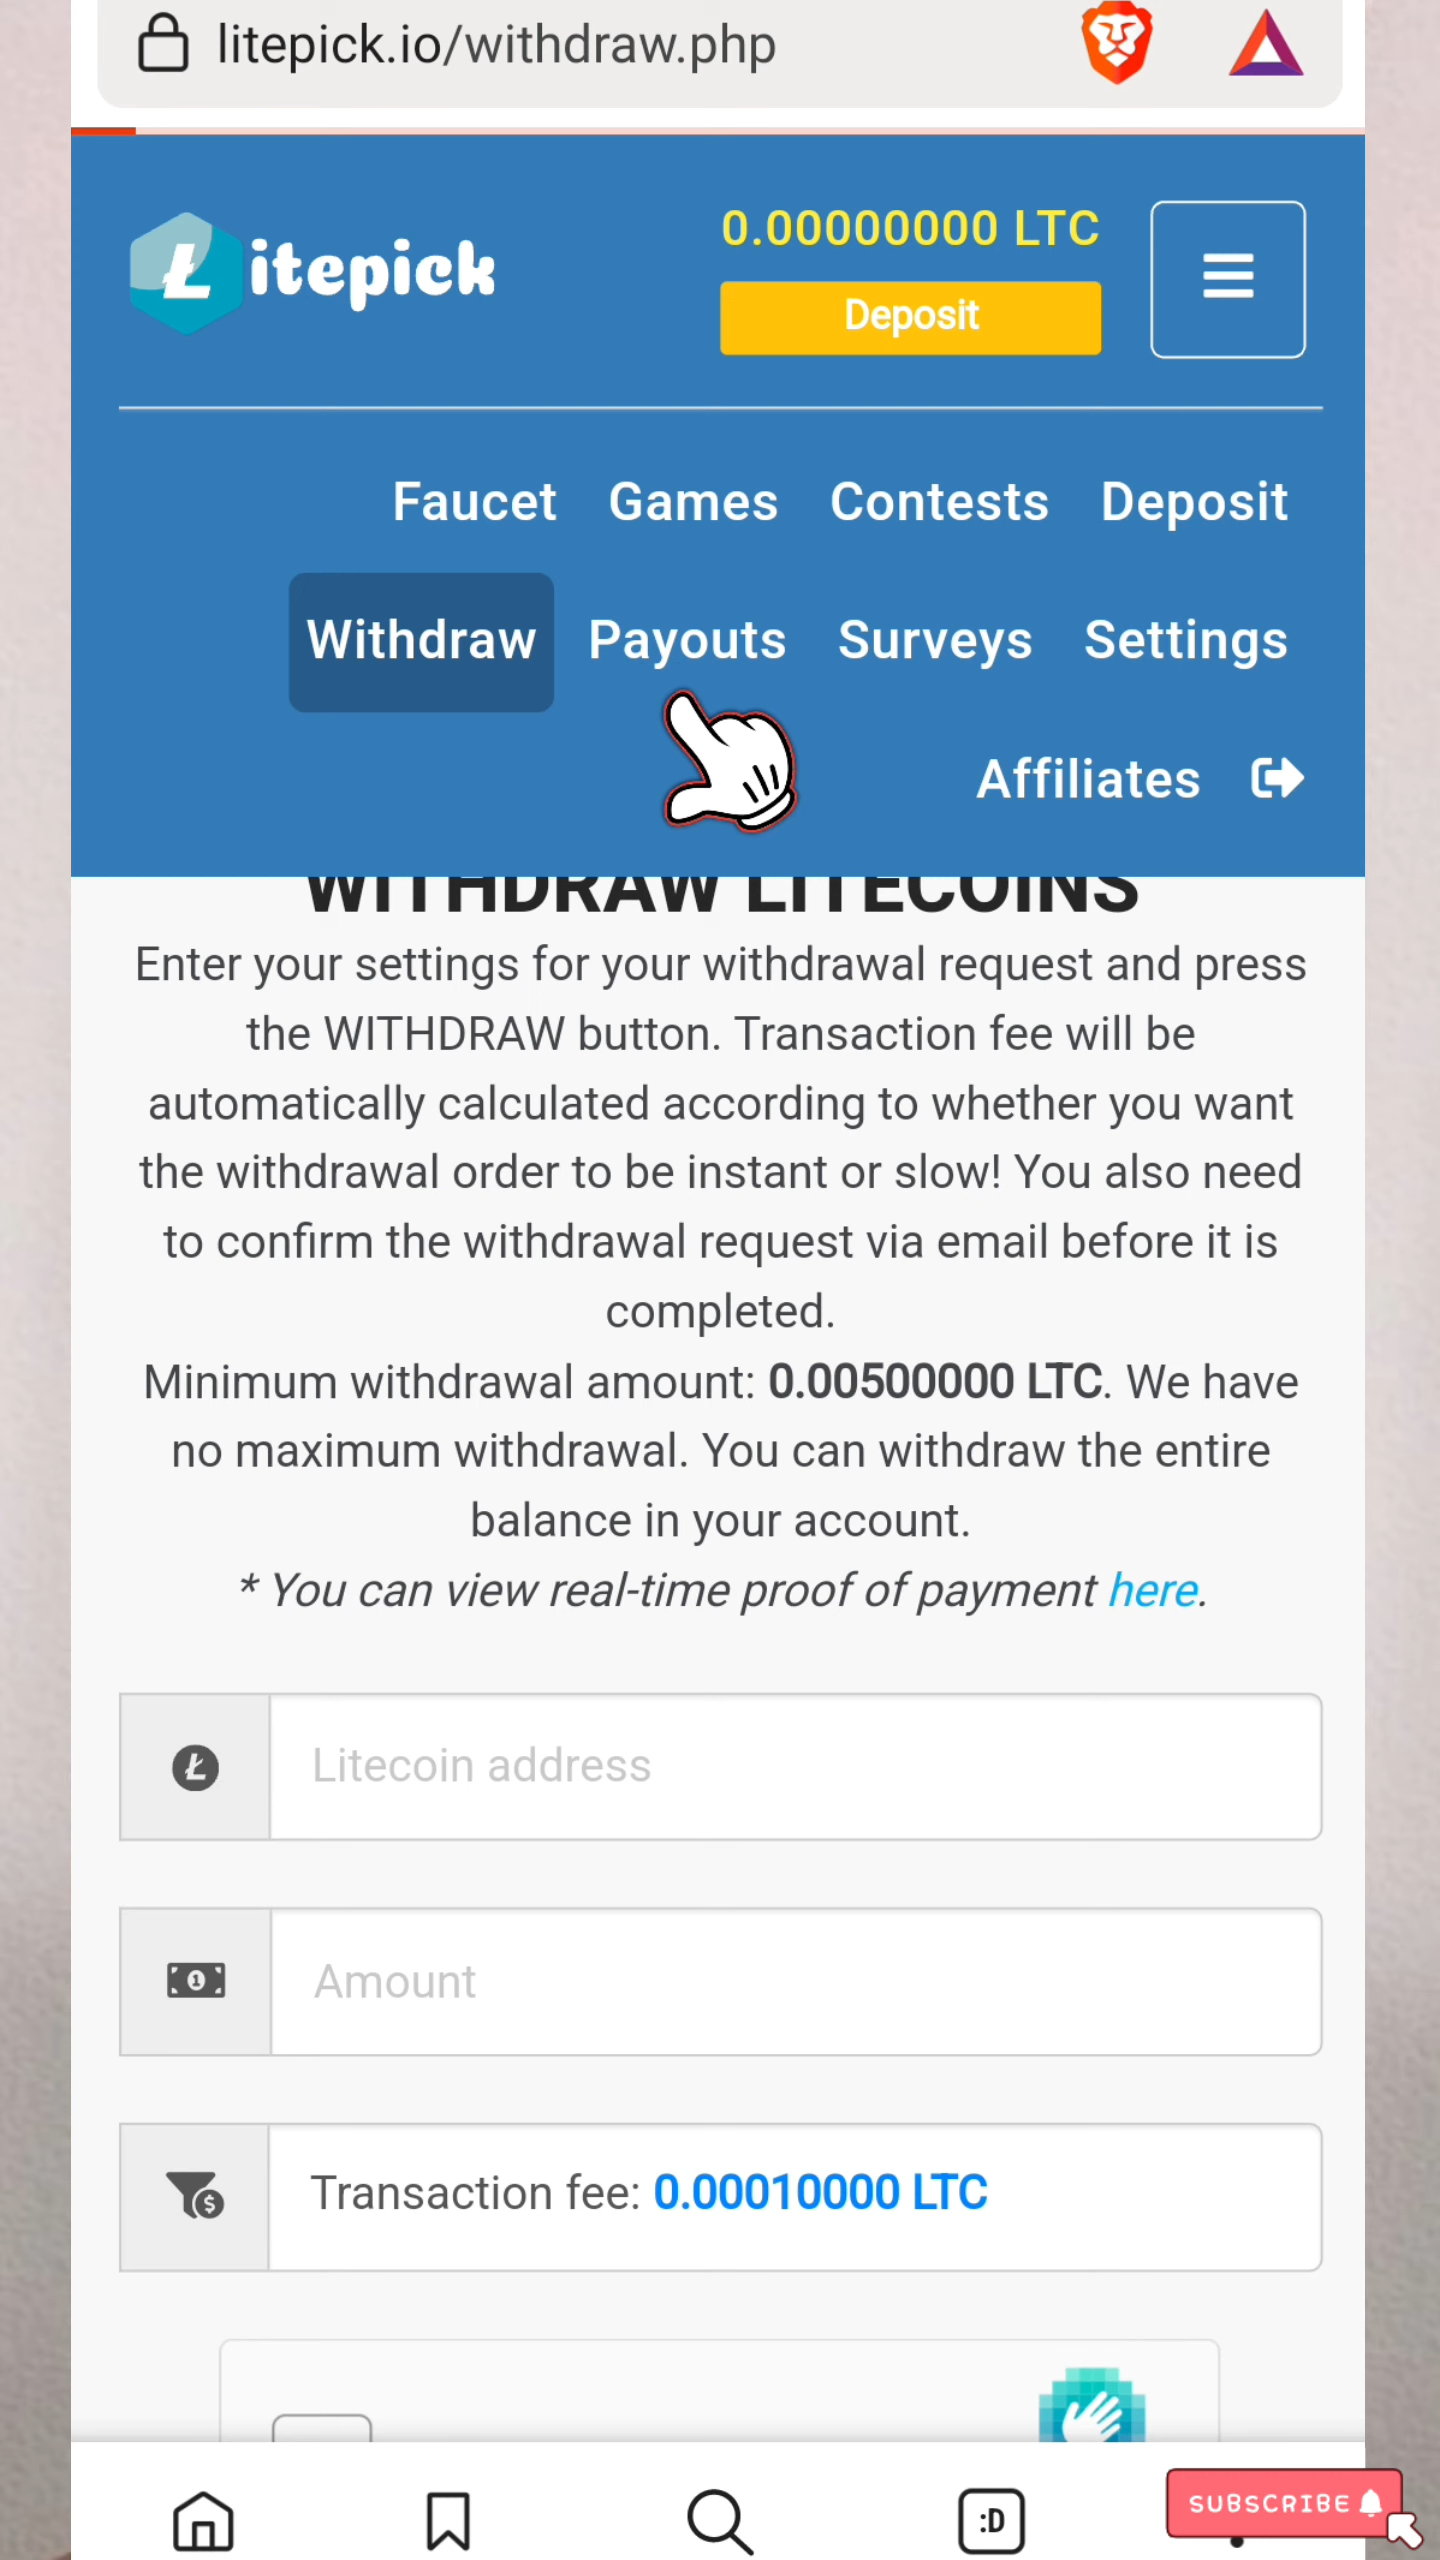 litepick.io/withdraw.php
Litepick
0.00000000 LTC
Deposit
Faucet Games Contests Deposit
Withdraw Payouts Surveys Settings
Affiliates
WITHDRAW LITECOINS
Enter your settings for your withdrawal request and press
the WITHDRAW button. Transaction fee will be
automatically calculated according to whether you want
the withdrawal order to be instant or slow! You also need
to confirm the withdrawal request via email before it is
completed.
Minimum withdrawal amount: 0.00500000 LTC. We have
no maximum withdrawal. You can withdraw the entire
balance in your account.
* You can view real-time proof of payment here.
Litecoin address
Amount
Transaction fee: 0.00010000 LTC
:D
SUBSCRIBE